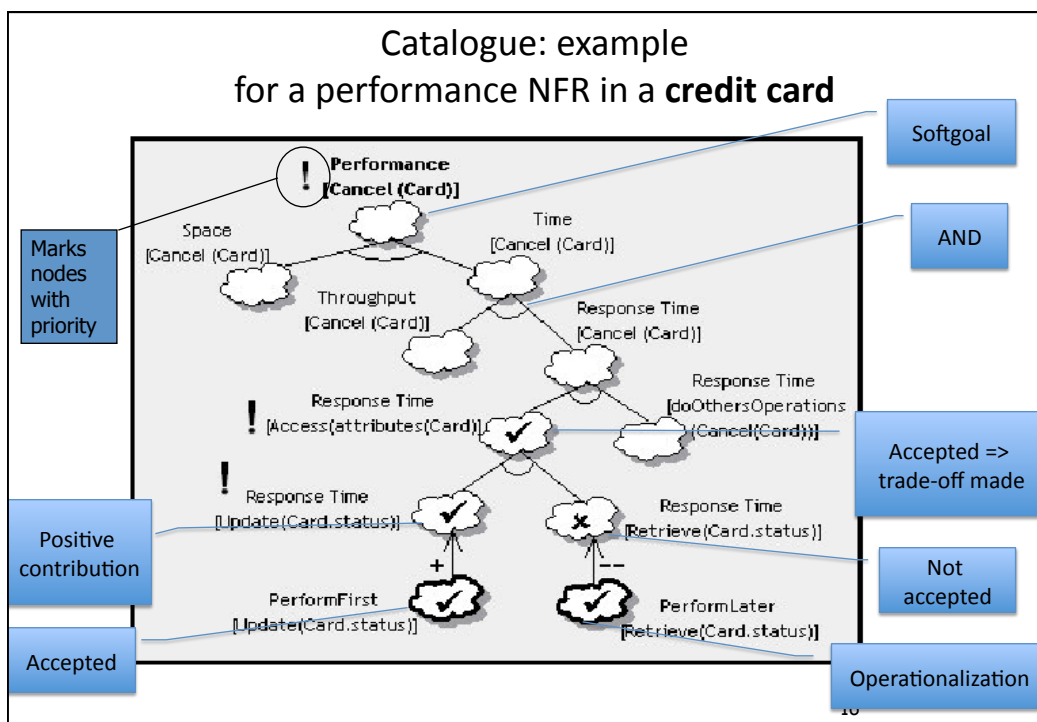 Catalogue: example
for a performance NFR in a credit card
Softgoal
! Performance
[Cancel (Card)]
Space
[Cancel (Card)]
Time
[Cancel (Card)]
AND
Marks
nodes
with
priority
Throughput
[Cancel (Card)]
Response Time
[Cancel (Card)]
! Response Time
[Access(attributes(Card)]
Response Time
[doOthersOperations
(Cancel(Card))]
Accepted =>
trade-off made
! Response Time
[Update(Card.status)]
Response Time
[Retrieve(Card.status)]
Positive
contribution
Not
accepted
+
--
PerformFirst
[Update(Card.status)]
PerformLater
[Retrieve(Card.status)]
Accepted
Operationalization